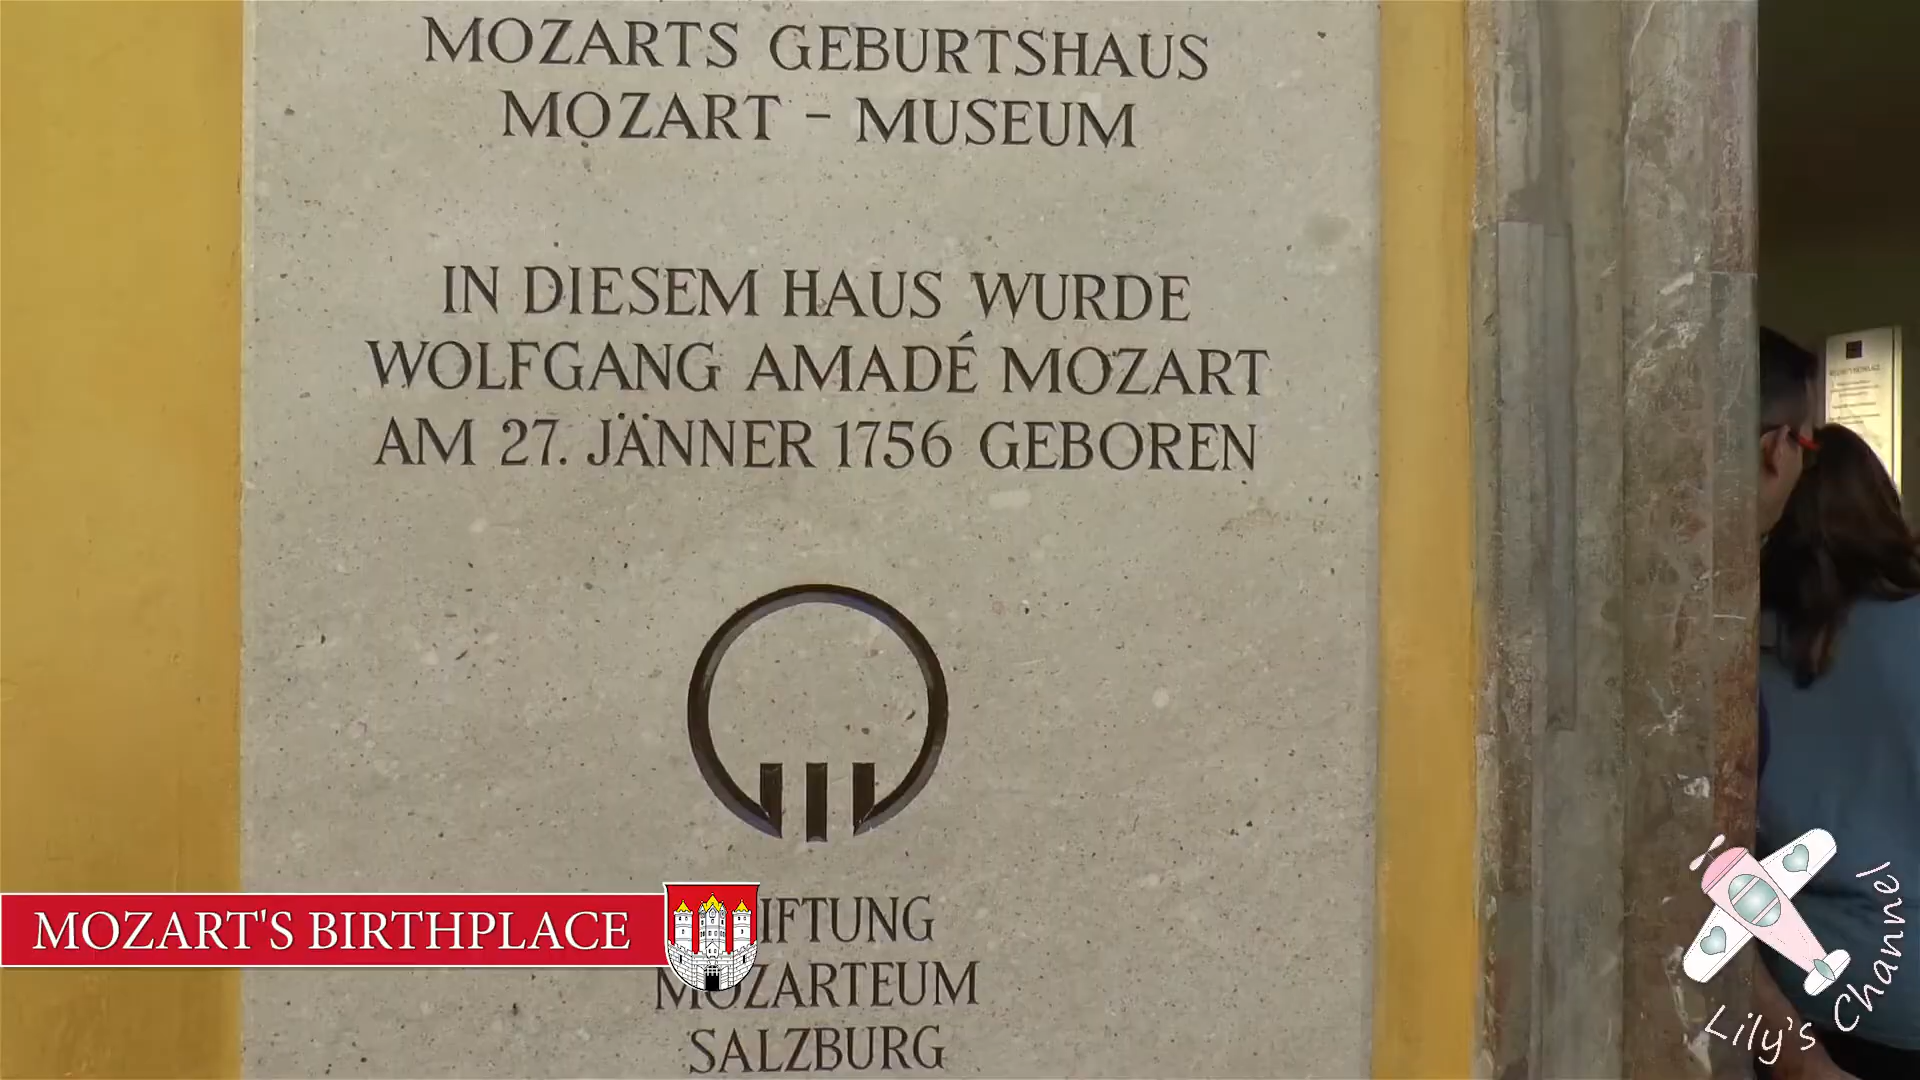 MOZARTS GEBURTSHAUS
MOZART – MUSEUM
IN DIESEM HAUS WURDE
WOLFGANG AMADÉ MOZART
AM 27. JÄNNER 1756 GEBOREN
IFTUNG
MOZARTEUM
SALZBURG
MOZART'S BIRTHPLACE
Lily's Channel